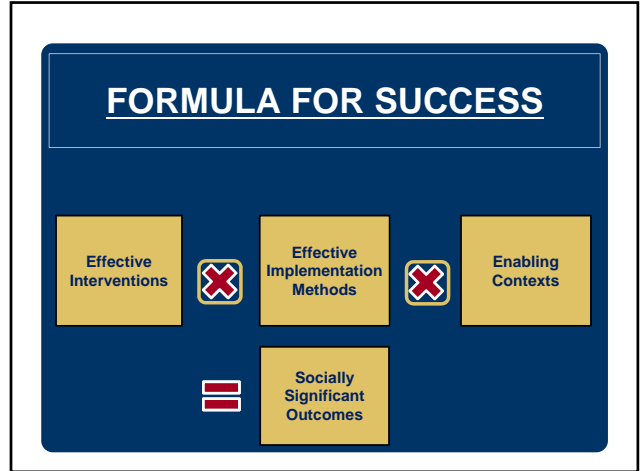 FORMULA FOR SUCCESS
Effective
Interventions
Effective
Implementation
Methods
Enabling
Contexts
Socially
Significant
Outcomes